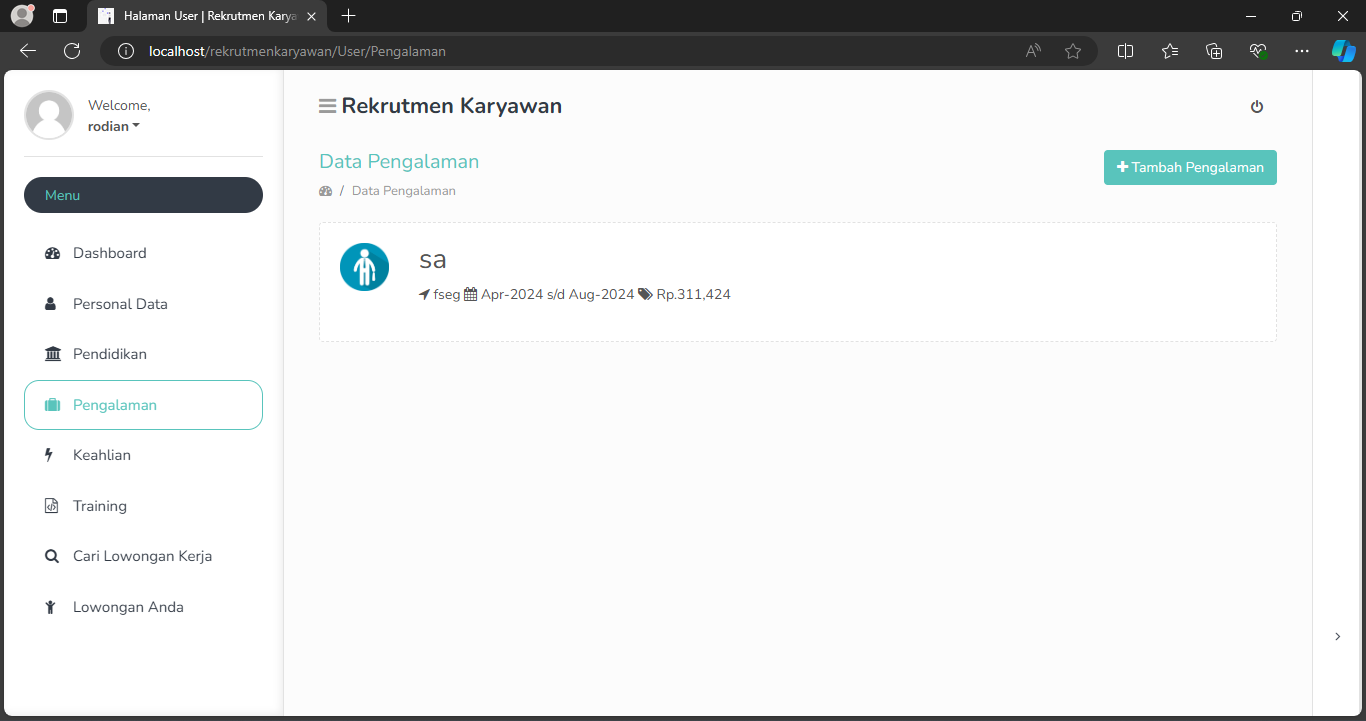 Halaman User | Rekrutmen Karya
localhost/rekrutmenkaryawan/User/Pengalaman
Welcome,
rodian
Menu
Dashboard
Personal Data
Pendidikan
Pengalaman
Keahlian
Training
Cari Lowongan Kerja
Lowongan Anda
Rekrutmen Karyawan
Data Pengalaman
/ Data Pengalaman
Tambah Pengalaman
sa
fseg Apr-2024 s/d Aug-2024 Rp.311,424